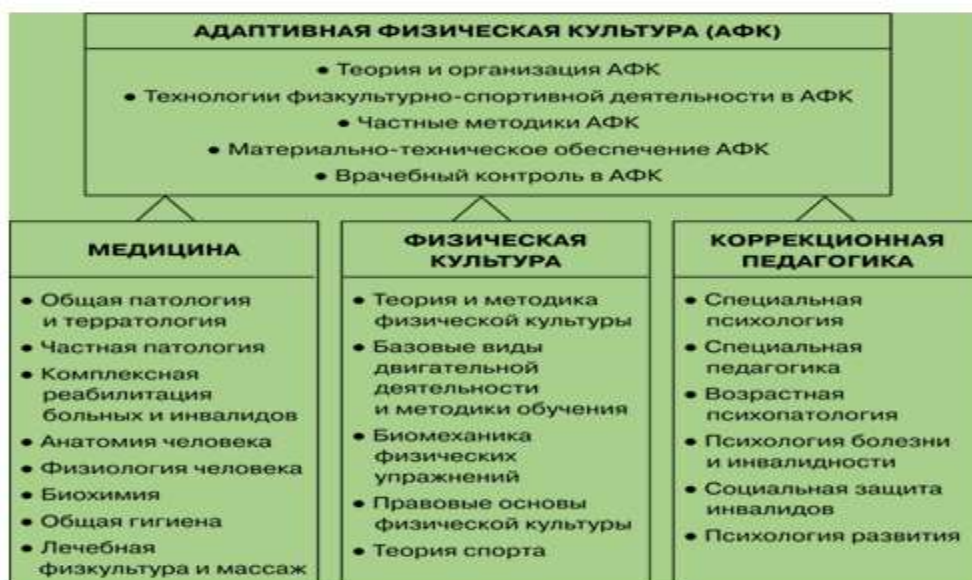 АДАПТИВНАЯ ФИЗИЧЕСКАЯ КУЛЬТУРА (АФК)
● Теория и организация АФК
● Технологии физкультурно-спортивной деятельности в АФК
● Частные методики АФК
● Материально-техническое обеспечение АФК
● Врачебный контроль в АФК
МЕДИЦИНА
● Общая патология
и терратология
● Частная патология
● Комплексная
реабилитация
больных и инвалидов
● Анатомия человека
● Физиология человека
● Биохимия
● Общая гигиена
● Лечебная
физкультура и массаж
ФИЗИЧЕСКАЯ
КУЛЬТУРА
● Теория и методика
физической культуры
● Базовые виды
двигательной
деятельности
и методики обучения
● Биомеханика
физических
упражнений
● Правовые основы
физической культуры
● Теория спорта
КОРРЕКЦИОННАЯ
ПЕДАГОГИКА
● Специальная
психология
● Специальная
педагогика
● Возрастная
психопатология
● Психология болезни
и инвалидности
● Социальная защита
инвалидов
● Психология развития